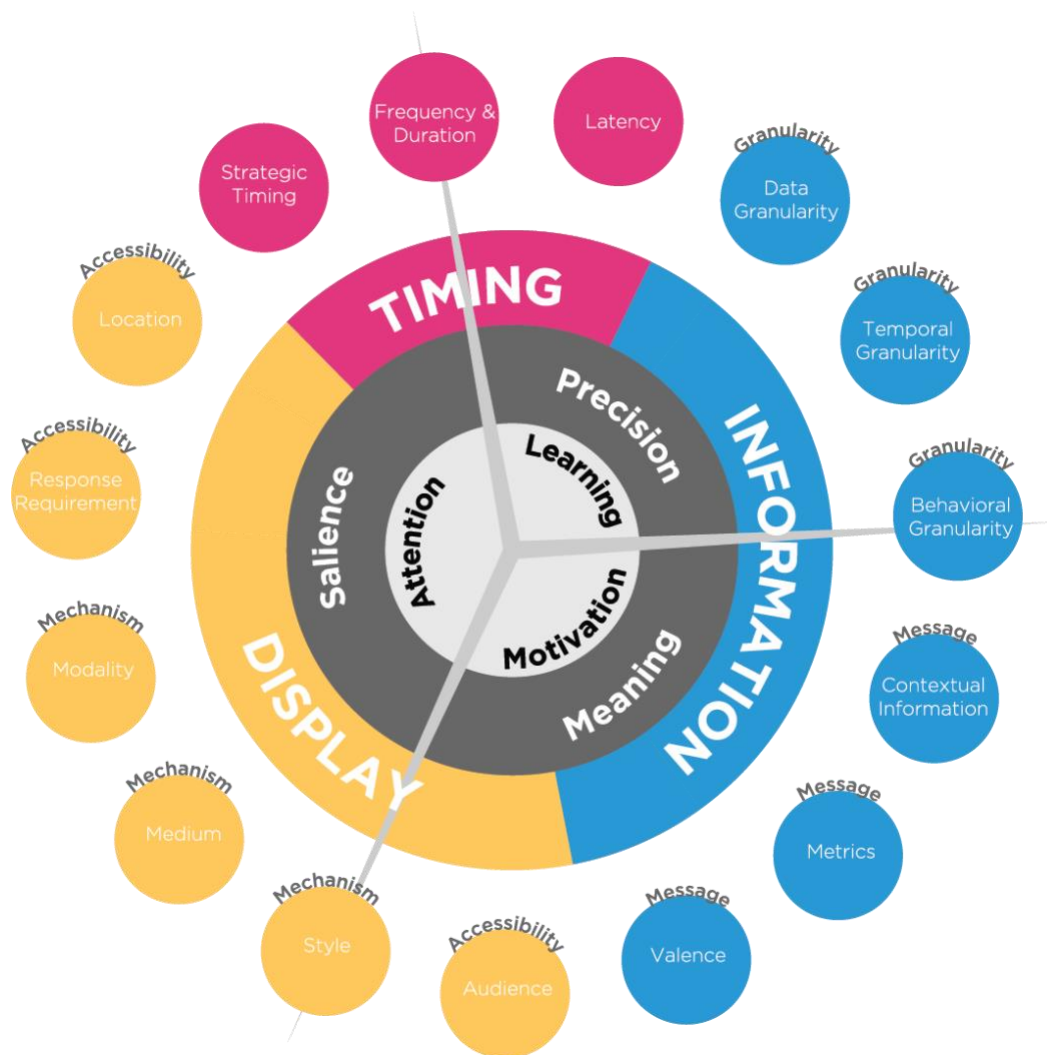 Frequency &
Duration
Latency
Granularity
Data
Granularity
Strategic
Timing
Accessibility
Location
TIMING
Granularity
Temporal
Granularity
Precision
INFORMATION
Learning
Salience
Attention
Accessibility
Response
Requirement
Granularity
Behavioral
Granularity
Motivation
Meaning
Mechanism
Modality
DISPLAY
Message
Contextual
Information
Mechanism
Medium
Message
Metrics
Mechanism
Style
Accessibility
Audience
Message
Valence